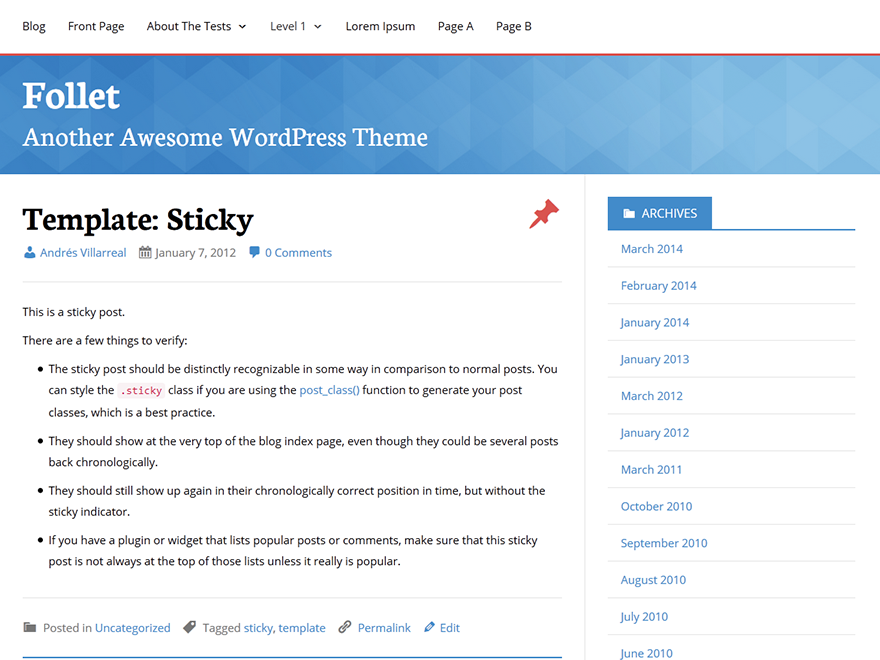 Blog Front Page About The Tests Level 1 Lorem Ipsum Page A Page B
Follet
Another Awesome WordPress Theme
Template: Sticky
Andrés Villarreal January 7, 2012 0 Comments
This is a sticky post.
There are a few things to verify:
The sticky post should be distinctly recognizable in some way in comparison to normal posts. You
can style the .sticky class if you are using the post_class() function to generate your post
classes, which is a best practice.
They should show at the very top of the blog index page, even though they could be several posts
back chronologically.
They should still show up again in their chronologically correct position in time, but without the
sticky indicator.
If you have a plugin or widget that lists popular posts or comments, make sure that this sticky
post is not always at the top of those lists unless it really is popular.
Posted in Uncategorized Tagged sticky, template Permalink Edit
ARCHIVES
March 2014
February 2014
January 2014
January 2013
March 2012
January 2012
March 2011
October 2010
September 2010
August 2010
July 2010
June 2010